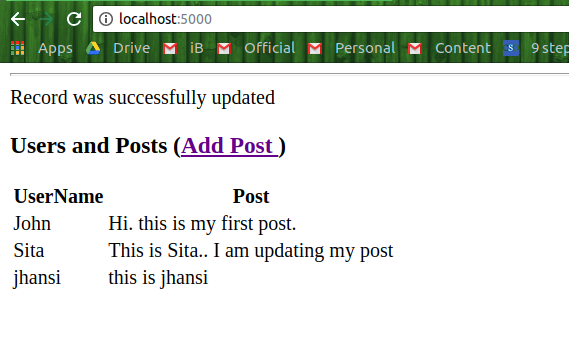 localhost:5000
Apps Drive iB Official Personal Content S 9 step
Record was successfully updated
Users and Posts (Add Post )
UserName Post
John Hi. this is my first post.
Sita This is Sita.. I am updating my post
jhansi this is jhansi